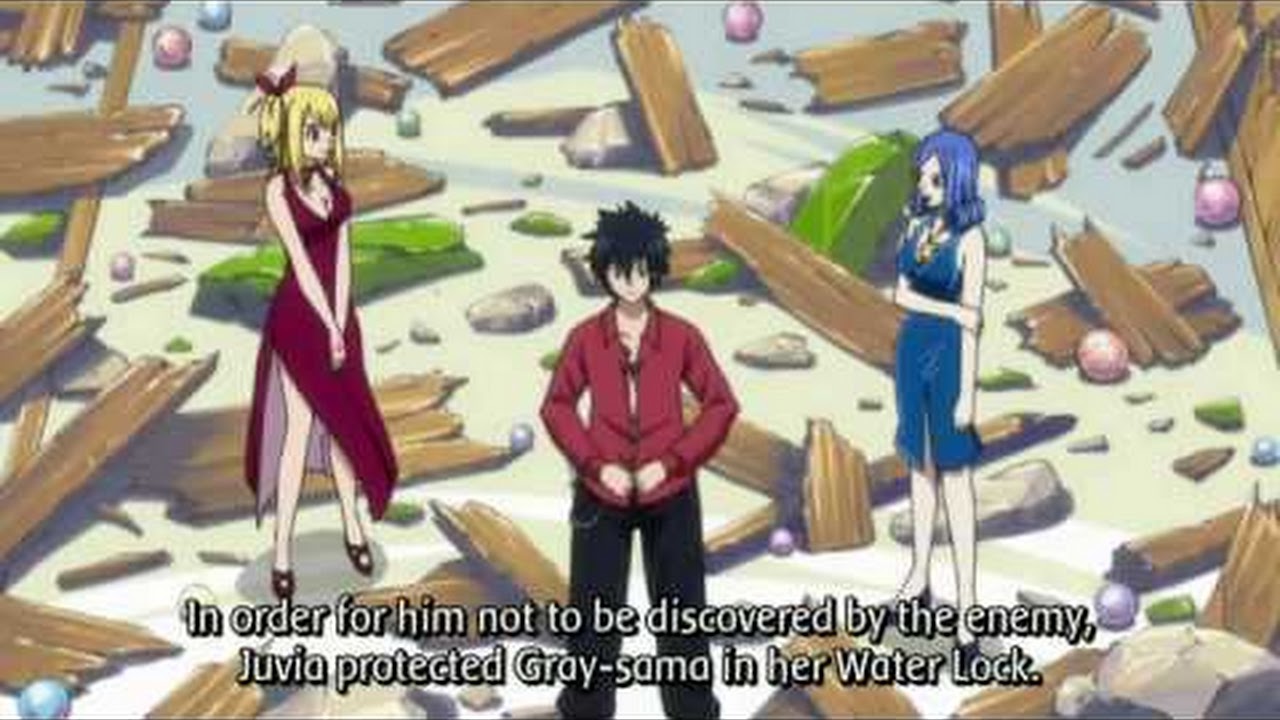 In order for him not to be discovered by the enemy,
Juvia protected Gray-sama in her Water Lock.